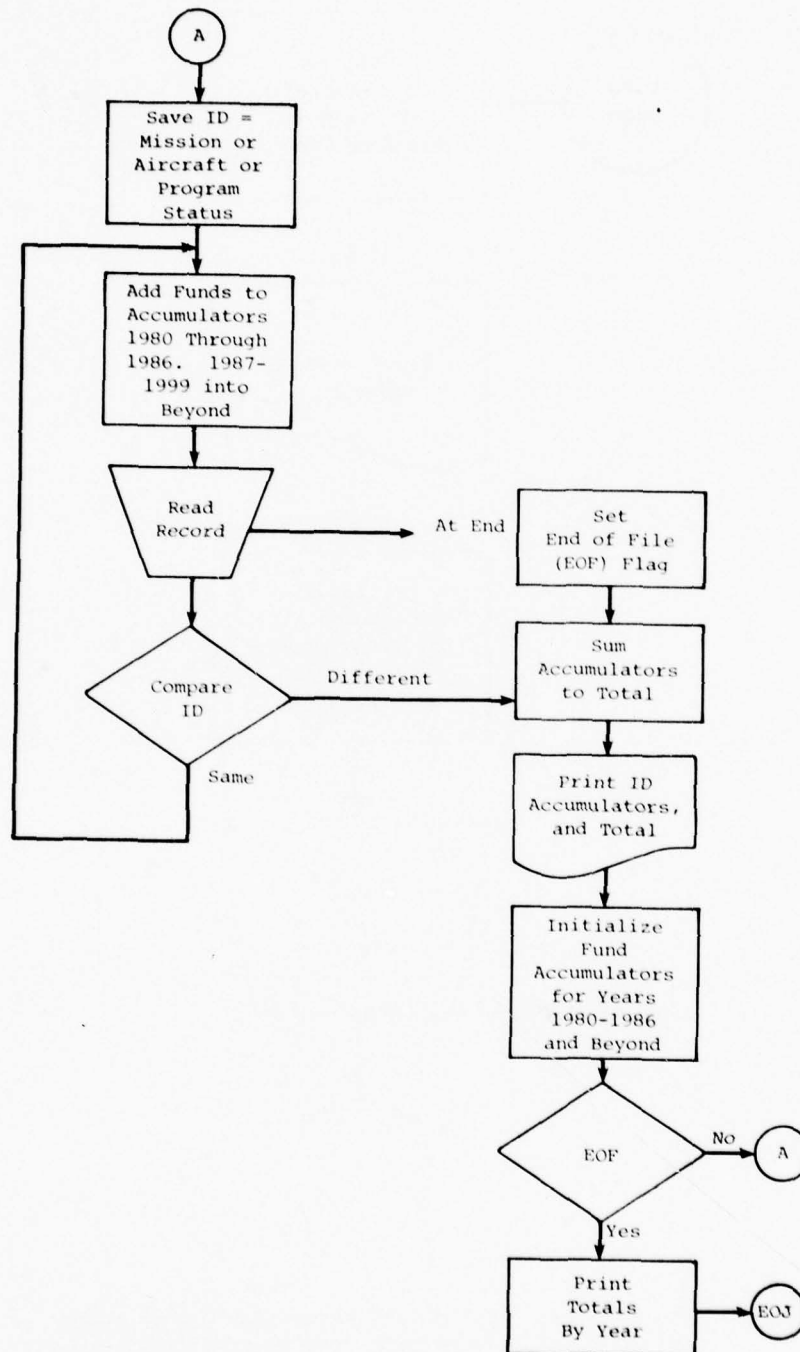 A
Save ID =
Mission or
Aircraft or
Program
Status
Add Funds to
Accumulators
1980 Through
1986. 1987-
1999 into
Beyond
Read
Record
At End
Set
End of File
(EOF) Flag
Compare
ID
Different
Same
Sum
Accumulators
to Total
Print ID
Accumulators,
and Total
Initialize
Fund
Accumulators
for Years
1980-1986
and Beyond
EOF
No
A
Yes
Print
Totals
By Year
EOJ